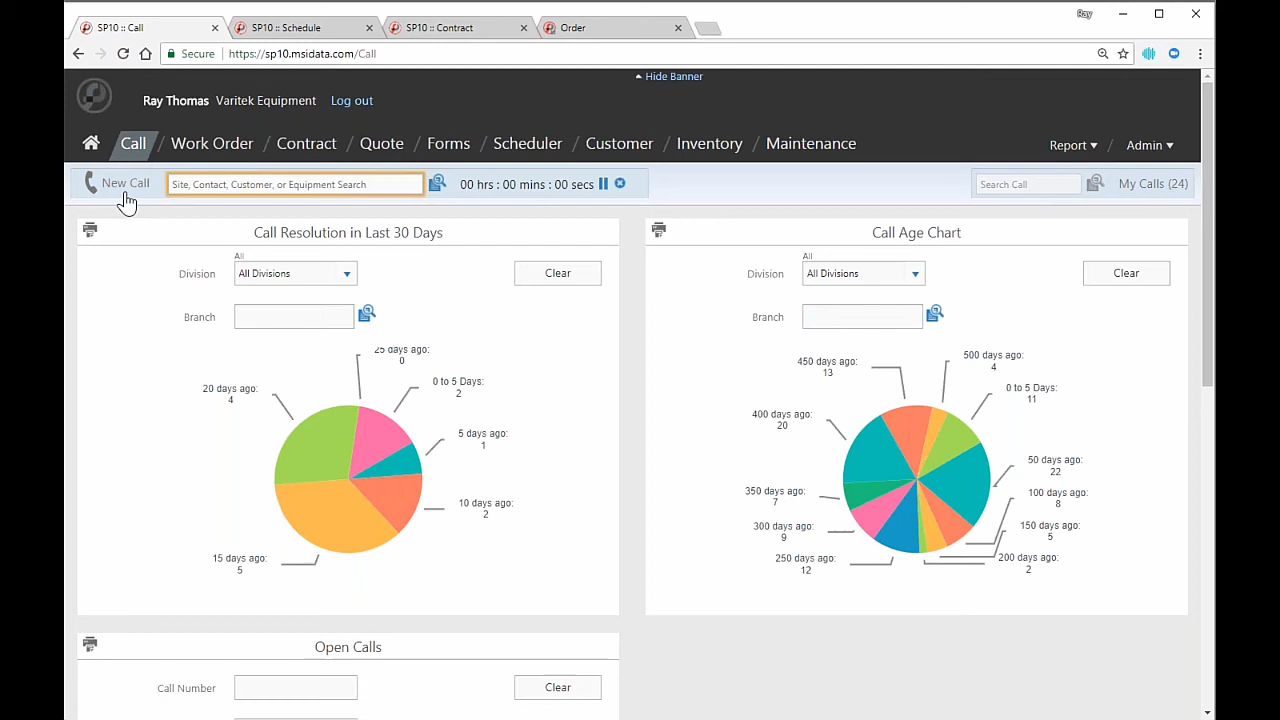 SP10 :: Call
SP10 :: Schedule
SP10 :: Contract
Order
Ray
Secure
https://sp10.msidata.com/Call
Hide Banner
Ray Thomas Varitek Equipment Log out
Call / Work Order / Contract / Quote / Forms / Scheduler / Customer / Inventory / Maintenance
Report / Admin
New Call
Site, Contact, Customer, or Equipment Search
00 hrs : 00 mins : 00 secs
Search Call
My Calls (24)
Call Resolution in Last 30 Days
All
Division
All Divisions
Clear
Branch
25 days ago:
0
0 to 5 Days:
2
20 days ago:
4
5 days ago:
1
10 days ago:
2
15 days ago:
5
Call Age Chart
All
Division
All Divisions
Clear
Branch
500 days ago:
4
450 days ago:
13
0 to 5 Days:
11
400 days ago:
20
50 days ago:
22
350 days ago:
7
100 days ago:
8
300 days ago:
9
150 days ago:
5
250 days ago:
12
200 days ago:
2
Open Calls
Call Number
Clear